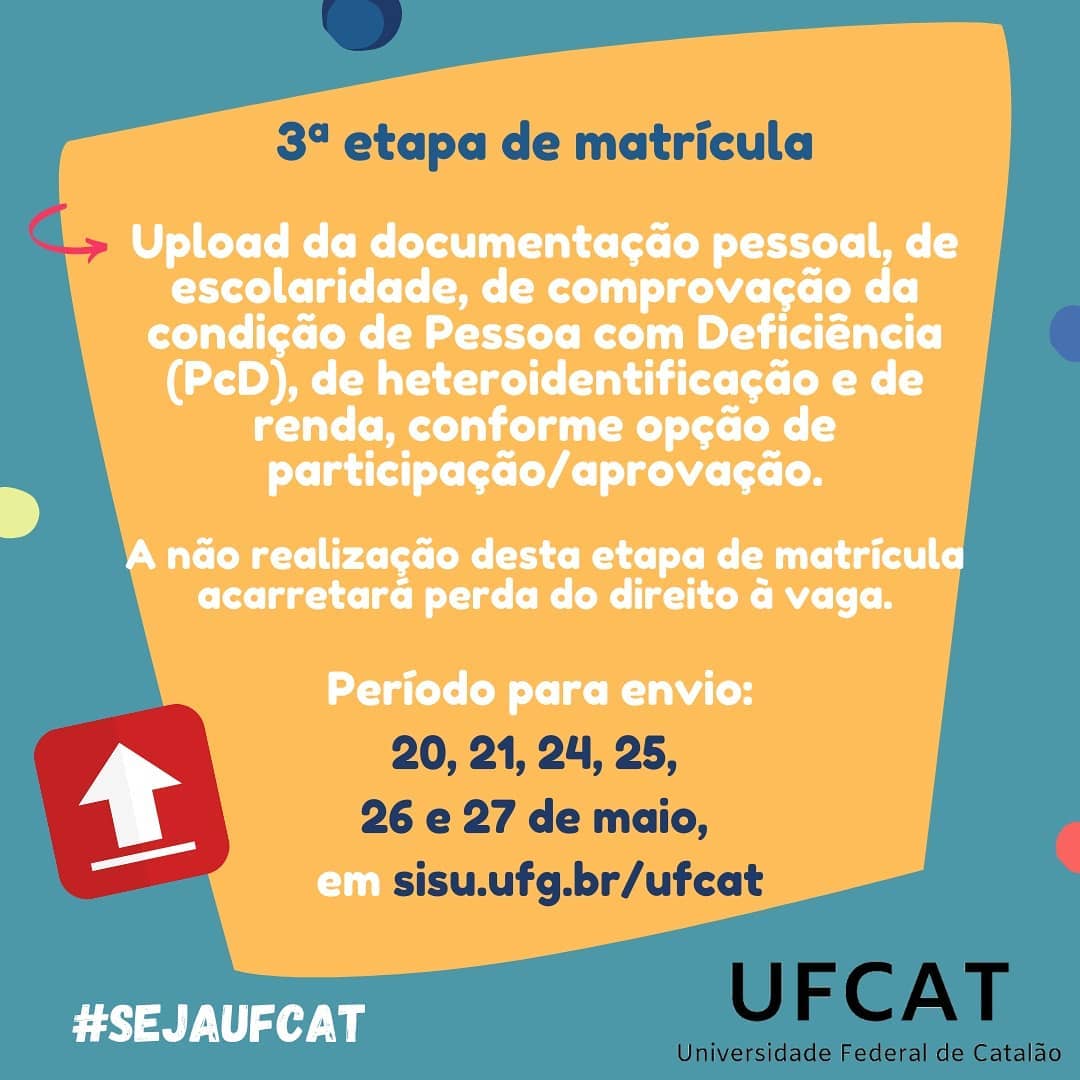 3ª etapa de matrícula
Upload da documentação pessoal, de
escolaridade, de comprovação da
condição de Pessoa com Deficiência
(PcD), de heteroidentificação e de
renda, conforme opção de
participação/aprovação.
A não realização desta etapa de matrícula
acarretará perda do direito à vaga.
Período para envio:
20, 21, 24, 25,
26 e 27 de maio,
em sisu.ufg.br/ufcat
#SEJAUFCAT
UFCAT
Universidade Federal de Catalão